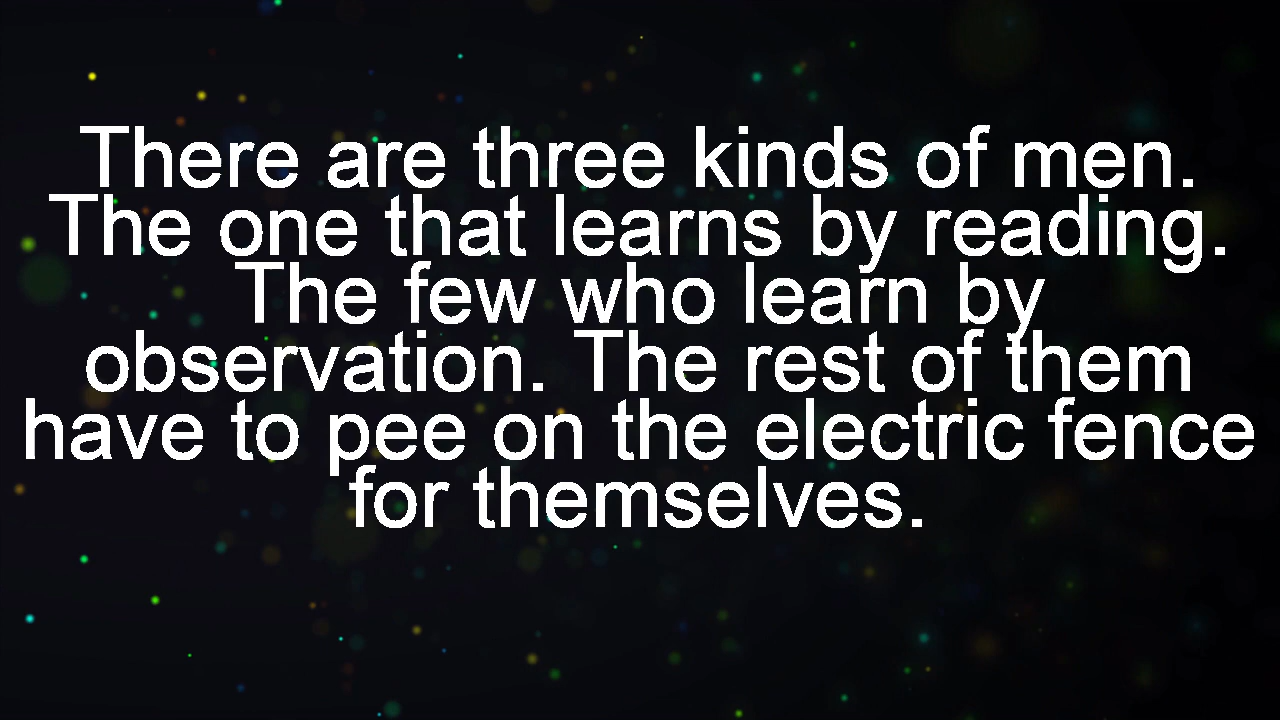 There are three kinds of men.
The one that learns by reading.
The few who learn by
observation. The rest of them
have to pee on the electric fence
for themselves.